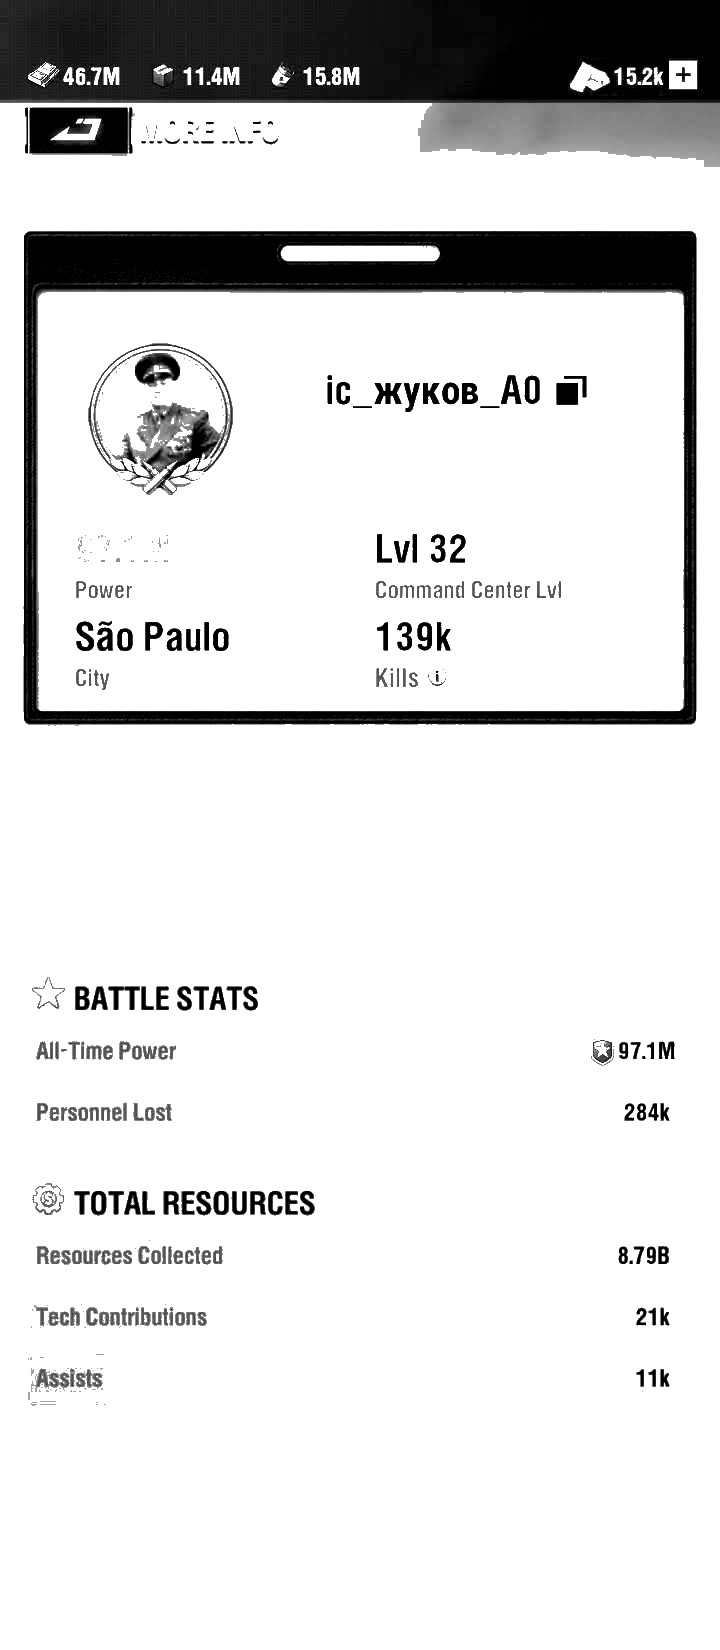 46.7M 11.4M 15.8M 15.2k +
MORE INFO
ic_жуков_A0
Lvl 32
Power Command Center Lvl
São Paulo 139k
City Kills
BATTLE STATS
All-Time Power 97.1M
Personnel Lost 284k
TOTAL RESOURCES
Resources Collected 8.79B
Tech Contributions 21k
Assists 11k